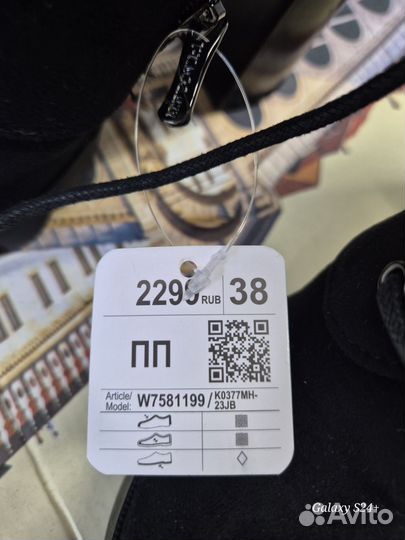 2299 RUB 38
ПП
Article/ Model: W7581199 / K0377MH-23JB
Galaxy S24+
Avito